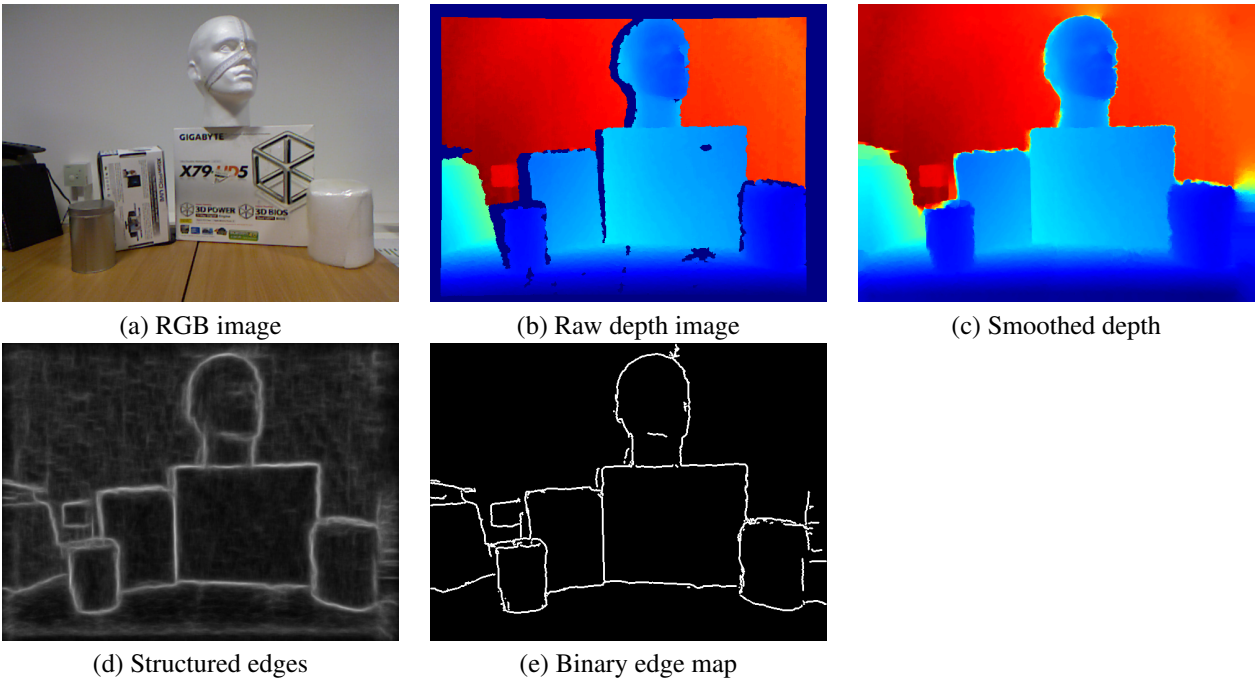 GIGABYTE
X79-UD5
3D POWER
3D BIOS
(a) RGB image
(b) Raw depth image
(c) Smoothed depth
(d) Structured edges
(e) Binary edge map